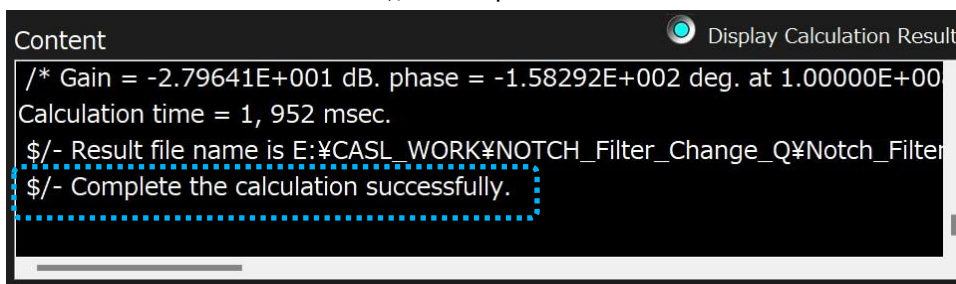 Content
Display Calculation Result
/* Gain = -2.79641E+001 dB. phase = -1.58292E+002 deg. at 1.00000E+00
Calculation time = 1, 952 msec.
$/- Result file name is E:¥CASL_WORK¥NOTCH_Filter_Change_Q¥Notch_Filter
$/- Complete the calculation successfully.